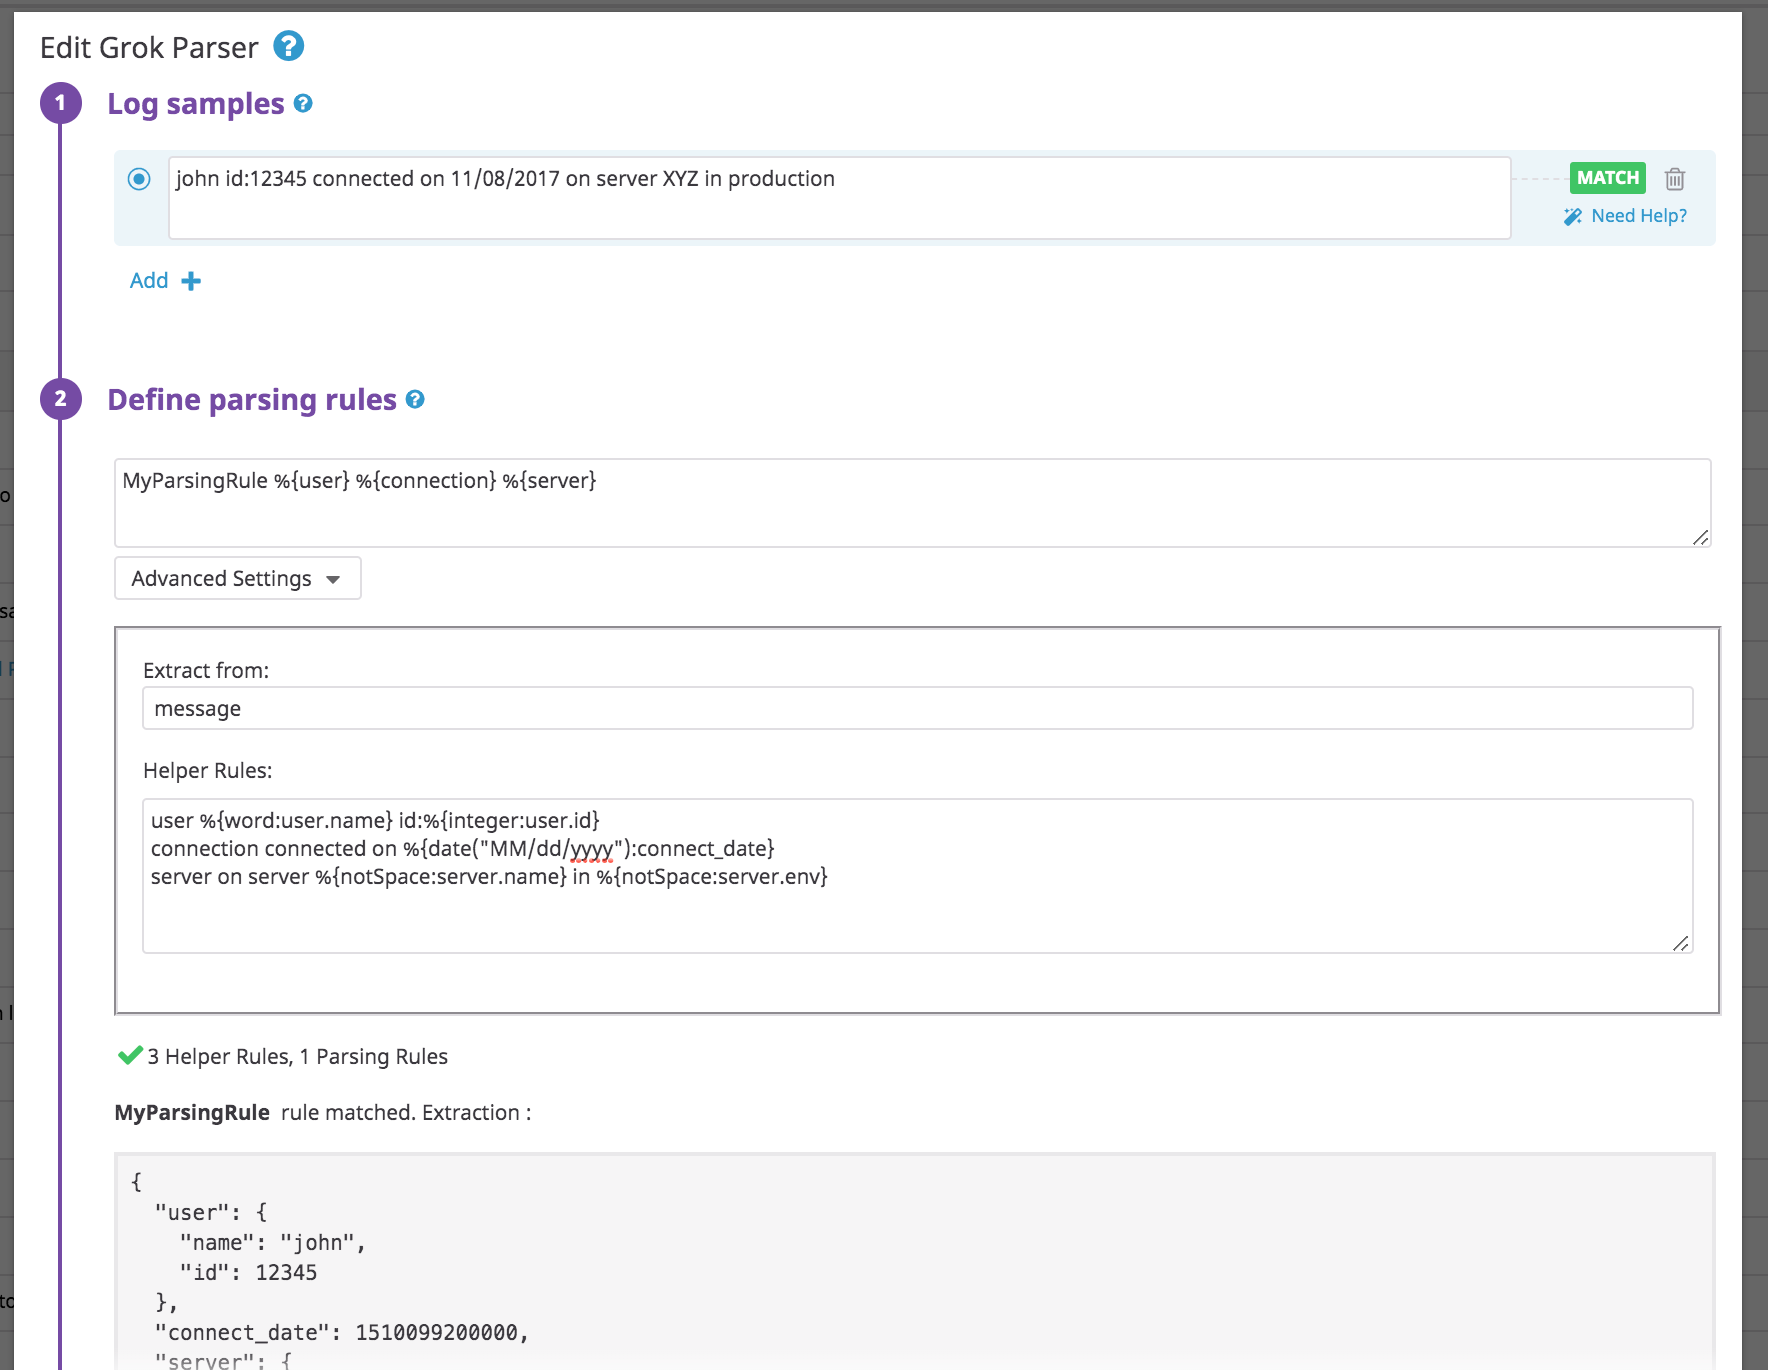 Edit Grok Parser ?
1 Log samples ?
john id:12345 connected on 11/08/2017 on server XYZ in production
MATCH
Need Help?
Add +
2 Define parsing rules ?
MyParsingRule %{user} %{connection} %{server}
Advanced Settings
Extract from:
message
Helper Rules:
user %{word:user.name} id:%{integer:user.id}
connection connected on %{date("MM/dd/yyyy"):connect_date}
server on server %{notSpace:server.name} in %{notSpace:server.env}
3 Helper Rules, 1 Parsing Rules
MyParsingRule rule matched. Extraction :
{
"user": {
"name": "john",
"id": 12345
},
"connect_date": 1510099200000,
"server": {